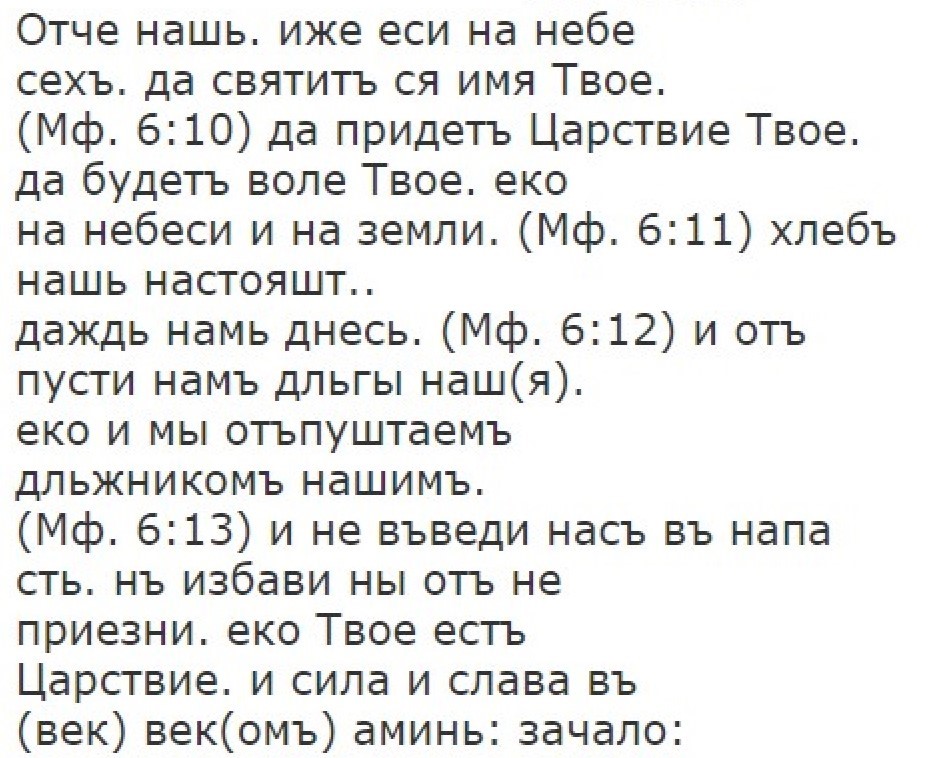 Отче нашь. иже еси на небе
сехъ. да святитъ ся имя Твое.
(Мф. 6:10) да придетъ Царствие Твое.
да будетъ воле Твое. еко
на небеси и на земли. (Мф. 6:11) хлебъ
нашь настояшт..
даждь намь днесь. (Мф. 6:12) и отъ
пусти намъ дльгы наш(я).
еко и мы отъпуштаемъ
дльжникомъ нашимъ.
(Мф. 6:13) и не въведи насъ въ напа
сть. нъ избави ны отъ не
приезни. еко Твое естъ
Царствие. и сила и слава въ
(век) век(омъ) аминь: зачало: